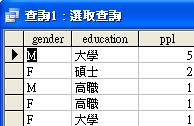 查詢1：選取查詢
gender education ppl
M 大學 5
F 碩士 2
M 高職 1
F 高職 1
F 大學 1